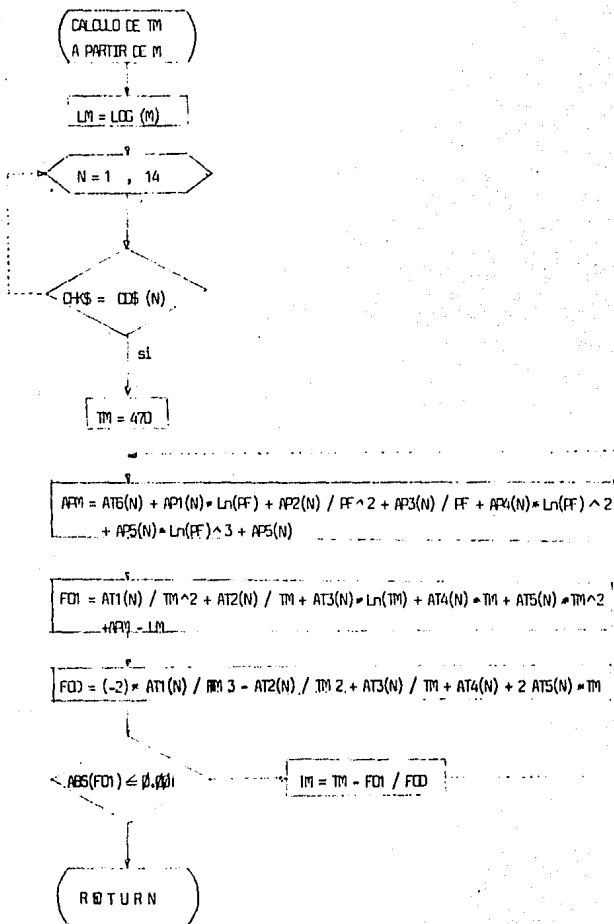 CALCULO DE TM
A PARTIR DE M
LM = LOG (M)
N = 1 , 14
CHK$ = CO$ (N)
si
TM = 470
APM = AT6(N) + AP1(N)*Ln(PF) + AP2(N) / PF^2 + AP3(N) / PF + AP4(N)*Ln(PF) ^ 2
+ AP5(N)*Ln(PF)^3 + AP5(N)
FO1 = AT1(N) / TM^2 + AT2(N) / TM + AT3(N)*Ln(TM) + AT4(N) *TM + AT5(N) *TM^2
+APM - LM
FOD = (-2)* AT1(N) / TM 3 - AT2(N) / TM 2 + AT3(N) / TM + AT4(N) + 2 AT5(N) *TM
ABS(FO1) ≤ 0.001
TM = TM - FO1 / FOD
RETURN